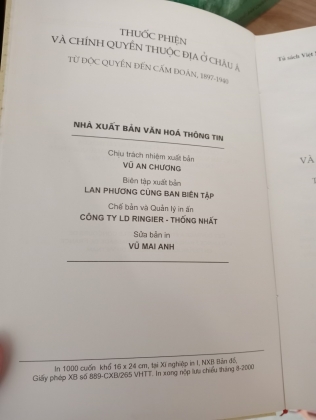 THUỐC PHIỆN
VÀ CHÍNH QUYỀN THUỘC ĐỊA Ở CHÂU Á
TỪ ĐỘC QUYỀN ĐẾN CẤM ĐOÁN, 1897-1940
NHÀ XUẤT BẢN VĂN HOÁ THÔNG TIN
Chịu trách nhiệm xuất bản
VŨ AN CHƯƠNG
Biên tập xuất bản
LAN PHƯƠNG CÙNG BAN BIÊN TẬP
Chế bản và Quản lý in ấn
CÔNG TY LD RINGIER - THỐNG NHẤT
Sửa bản in
VŨ MAI ANH
In 1000 cuốn khổ 16 x 24 cm, tại Xí nghiệp in I, NXB Bản đồ,
Giấy phép XB số 889-CXB/265 VHTT. In xong nộp lưu chiểu tháng 8-2000
Tủ sách Việt
VÀ